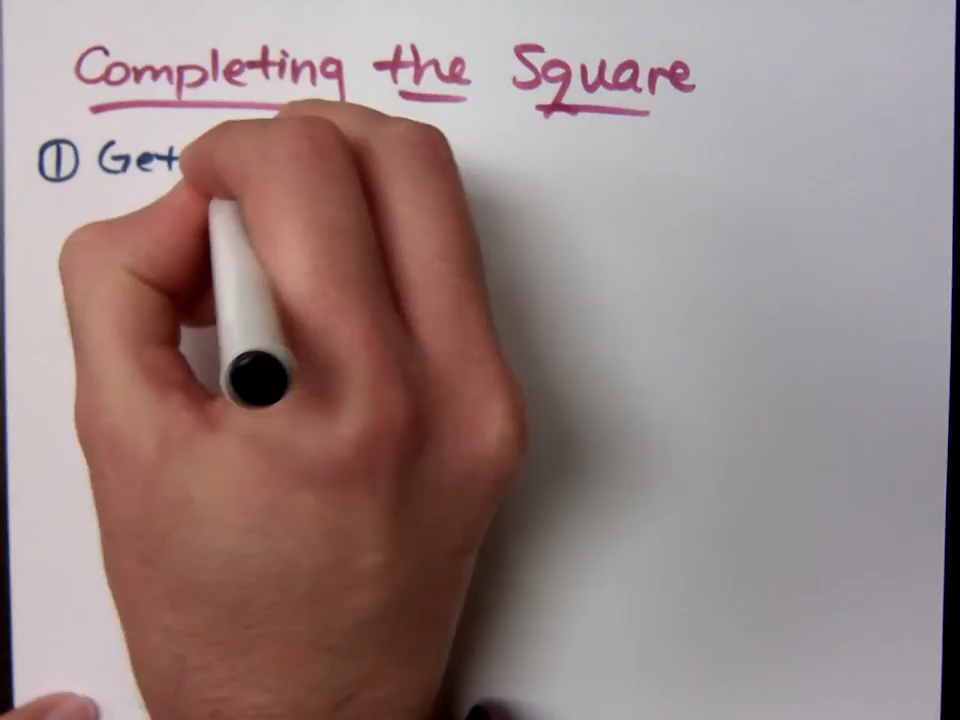 Completing the Square
① Get